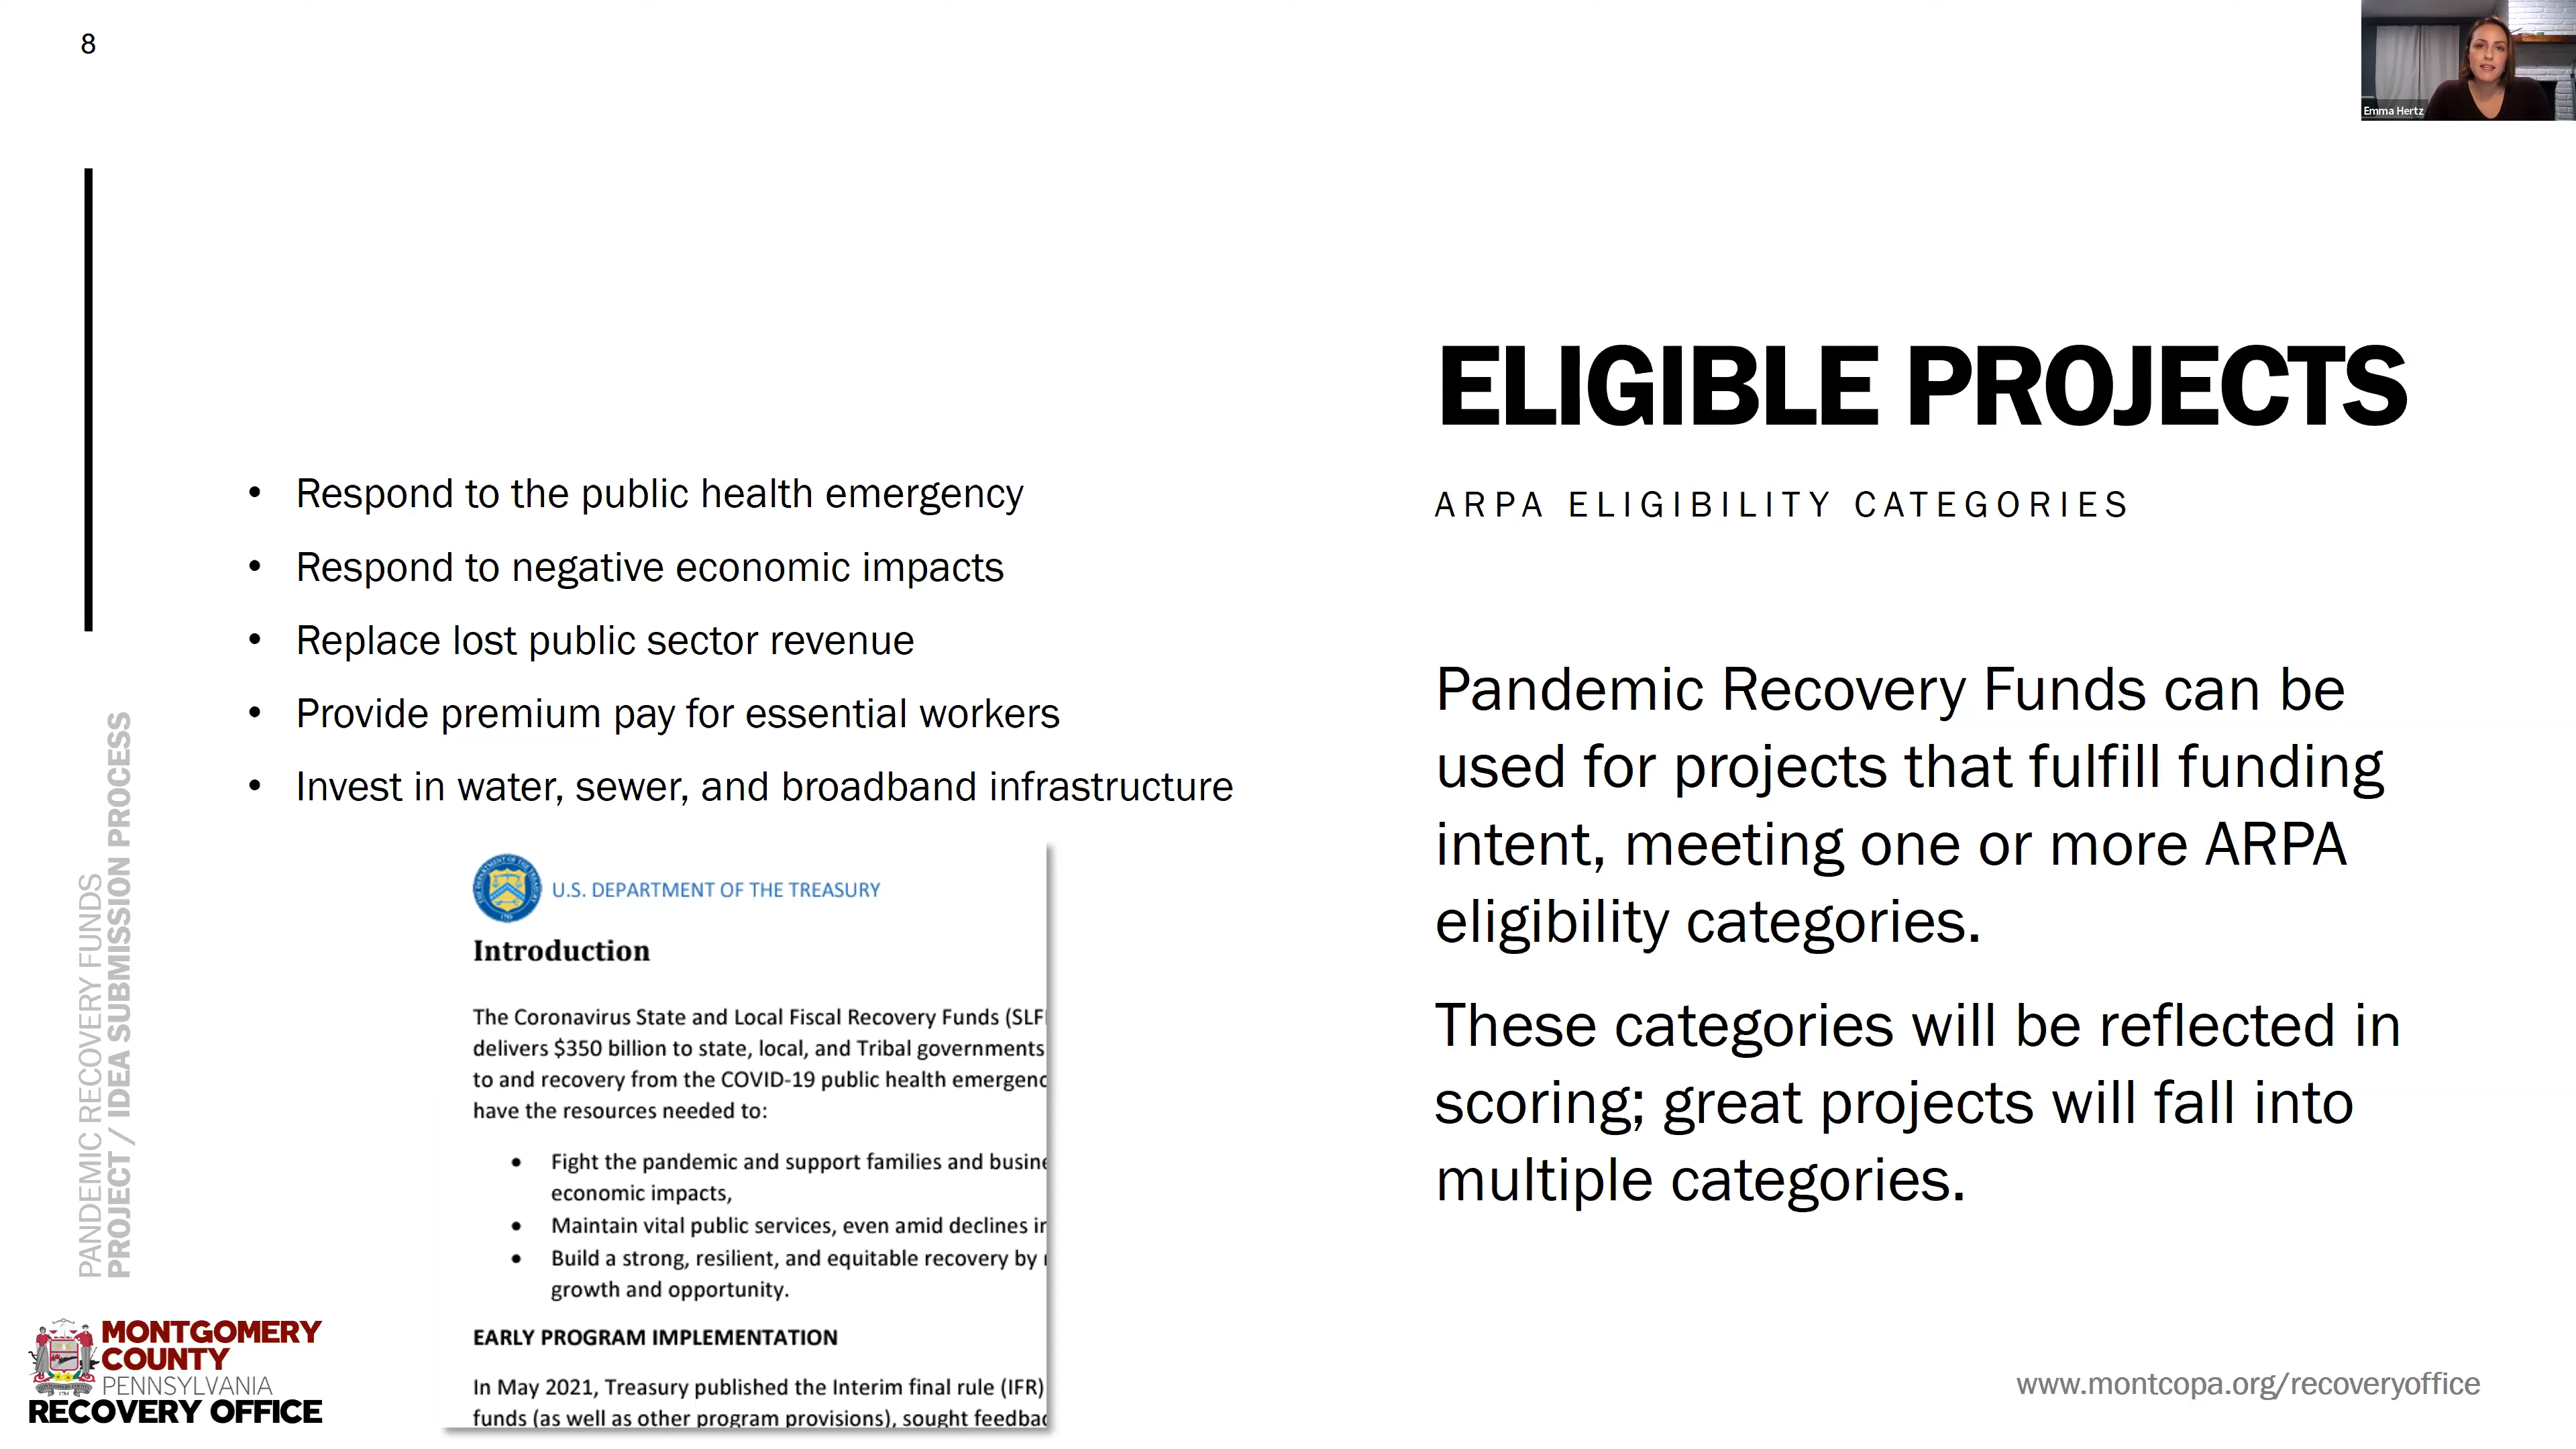 8
Emma Hertz
ELIGIBLE PROJECTS
ARPA ELIGIBILITY CATEGORIES
• Respond to the public health emergency
• Respond to negative economic impacts
• Replace lost public sector revenue
• Provide premium pay for essential workers
• Invest in water, sewer, and broadband infrastructure
Pandemic Recovery Funds can be
used for projects that fulfill funding
intent, meeting one or more ARPA
eligibility categories.
These categories will be reflected in
scoring; great projects will fall into
multiple categories.
PANDEMIC RECOVERY FUNDS
PROJECT / IDEA SUBMISSION PROCESS
U.S. DEPARTMENT OF THE TREASURY
Introduction
The Coronavirus State and Local Fiscal Recovery Funds (SLF
delivers $350 billion to state, local, and Tribal governments
to and recovery from the COVID-19 public health emergenc
have the resources needed to:
• Fight the pandemic and support families and busine
economic impacts,
• Maintain vital public services, even amid declines in
• Build a strong, resilient, and equitable recovery by
growth and opportunity.
EARLY PROGRAM IMPLEMENTATION
In May 2021, Treasury published the Interim final rule (IFR)
funds (as well as other program provisions), sought feedbac
MONTGOMERY
COUNTY
PENNSYLVANIA
RECOVERY OFFICE
www.montcopa.org/recoveryoffice